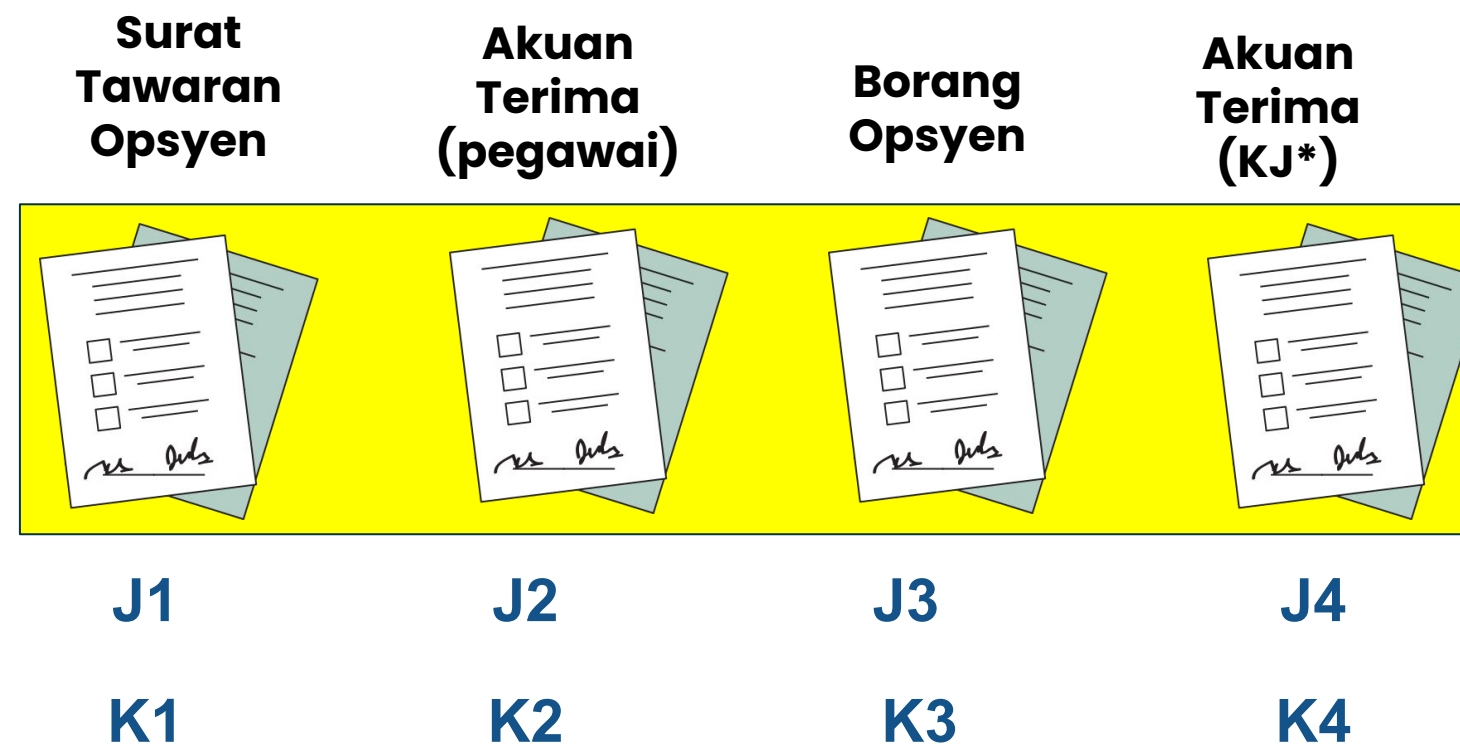 Surat
Tawaran
Opsyen
Akuan
Terima
(pegawai)
Borang
Opsyen
Akuan
Terima
(KJ*)
J1
J2
J3
J4
K1
K2
K3
K4